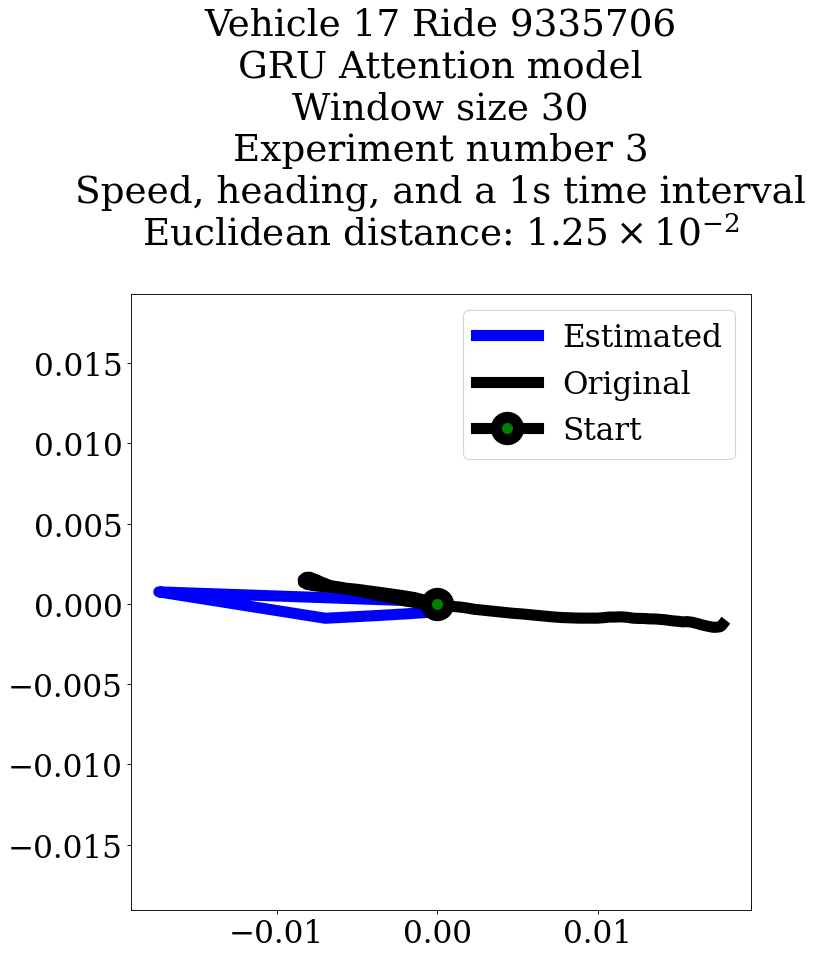 Vehicle 17 Ride 9335706
GRU Attention model
Window size 30
Experiment number 3
Speed, heading, and a 1s time interval
Euclidean distance: 1.25 × 10⁻²
Estimated
Original
Start
0.015
0.010
0.005
0.000
−0.005
−0.010
−0.015
−0.01 0.00 0.01